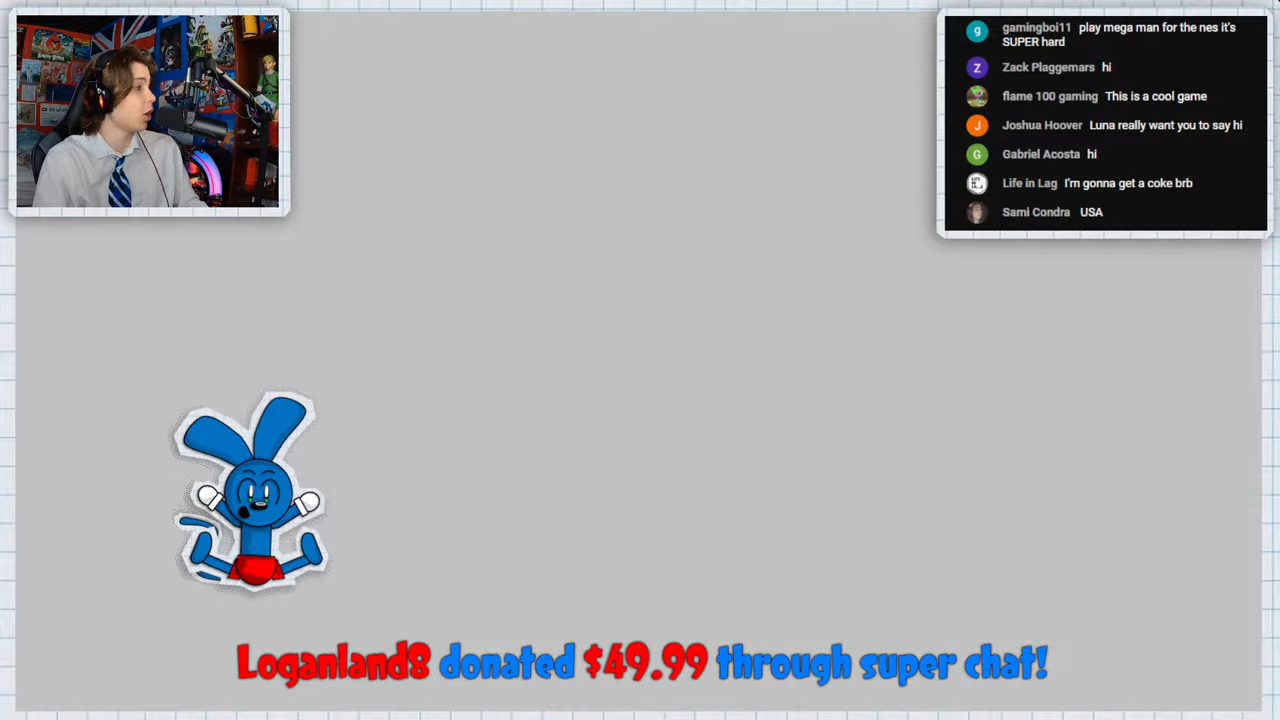 gamingboi11 play mega man for the nes it's
SUPER hard
Zack Plaggemars hi
flame 100 gaming This is a cool game
Joshua Hoover Luna really want you to say hi
Gabriel Acosta hi
Life in Lag I'm gonna get a coke brb
Sami Condra USA
Loganland8 donated $49.99 through super chat!